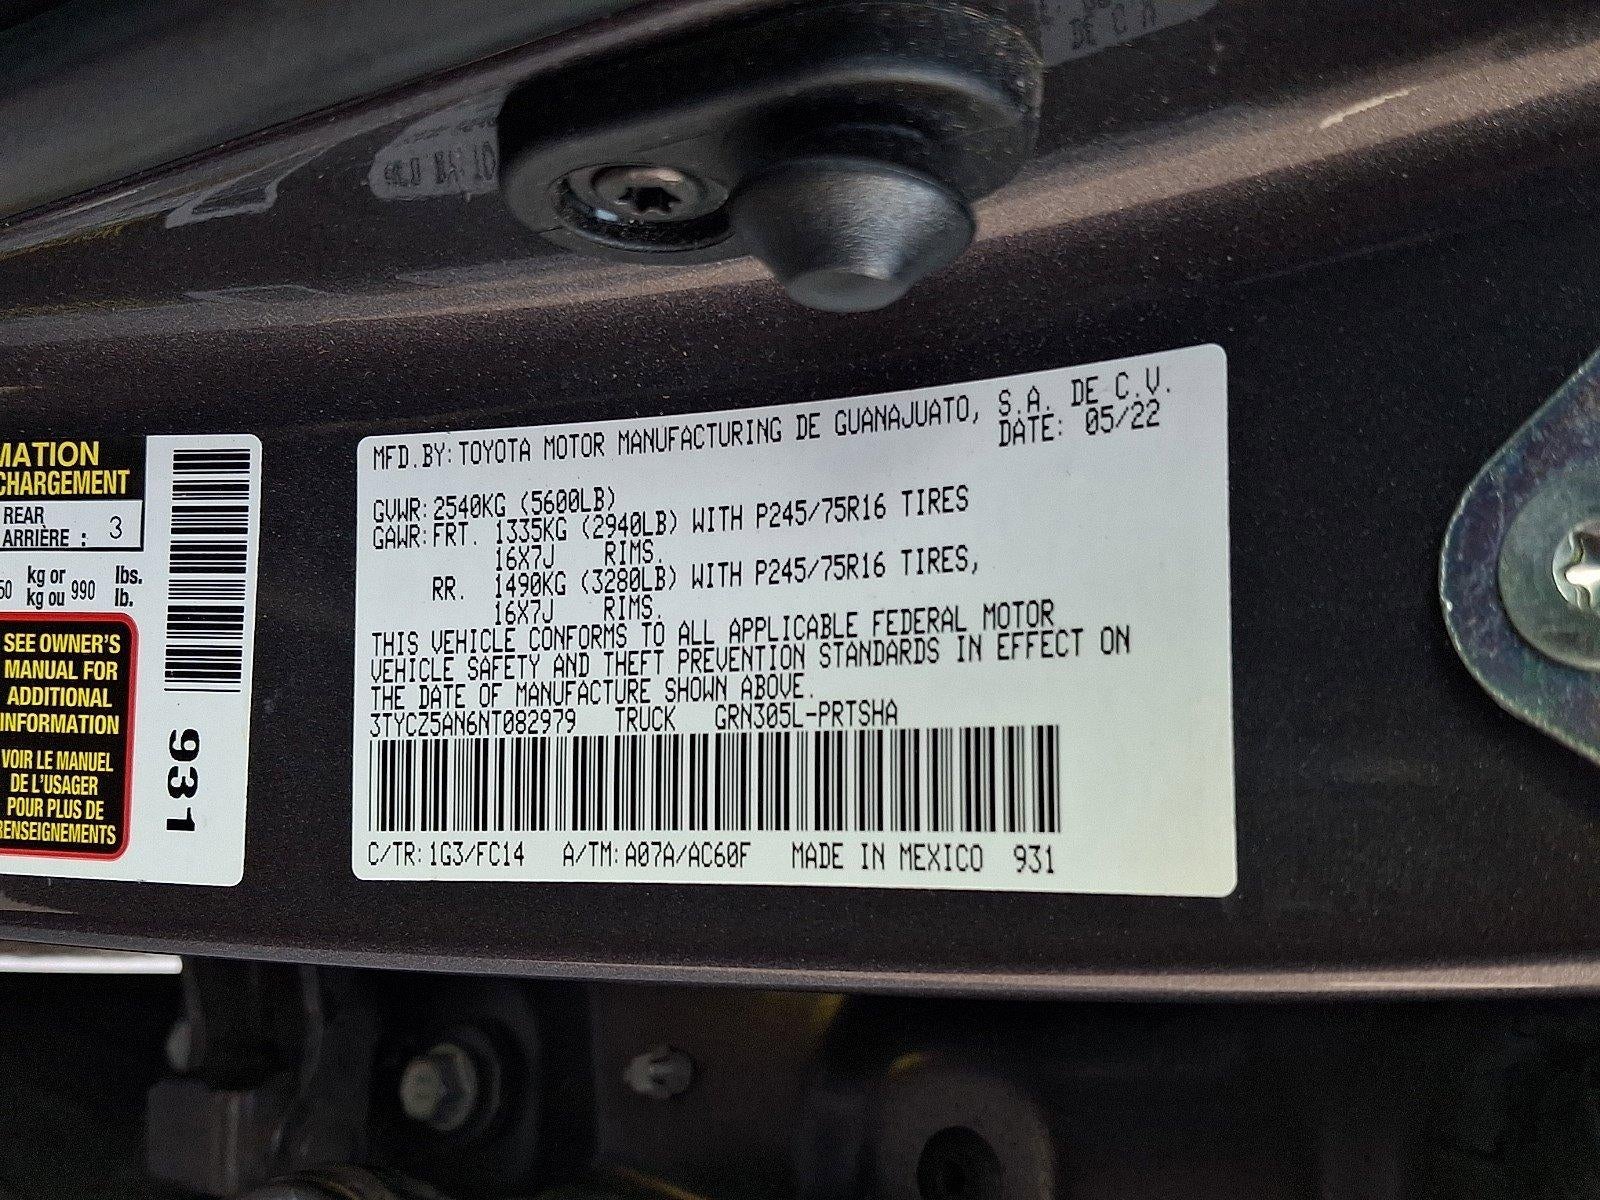 MATION
CHARGEMENT
REAR
ARRIÈRE : 3
kg or 990 lbs.
kg ou lb.
SEE OWNER'S
MANUAL FOR
ADDITIONAL
INFORMATION
VOIR LE MANUEL
DE L'USAGER
POUR PLUS DE
RENSEIGNEMENTS
931
MFD.BY:TOYOTA MOTOR MANUFACTURING DE GUANAJUATO, S.A. DE C.V.
DATE: 05/22
GVWR:2540KG (5600LB)
GAWR:FRT. 1335KG (2940LB) WITH P245/75R16 TIRES
16X7J RIMS.
RR. 1490KG (3280LB) WITH P245/75R16 TIRES,
16X7J RIMS.
THIS VEHICLE CONFORMS TO ALL APPLICABLE FEDERAL MOTOR
VEHICLE SAFETY AND THEFT PREVENTION STANDARDS IN EFFECT ON
THE DATE OF MANUFACTURE SHOWN ABOVE.
3TYCZ5AN6NT082979 TRUCK GRN305L-PRTSHA
C/TR:1G3/FC14 A/TM:A07A/AC60F MADE IN MEXICO 931